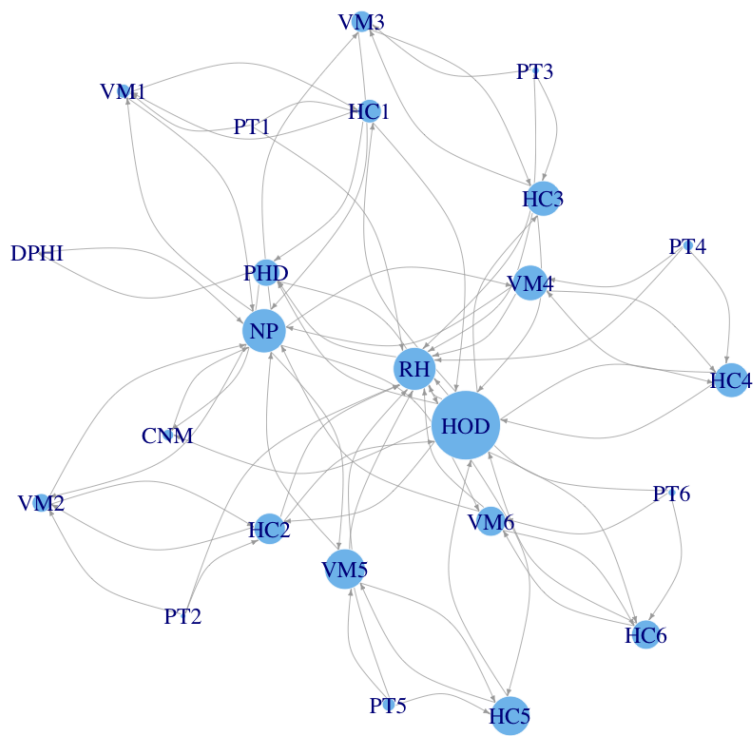 VM3
PT3
VM1
HC1
PT1
HC3
PT4
DPHI
PHD
VM4
NP
RH
HC4
HOD
CNM
PT6
VM2
HC2
VM6
VM5
PT2
HC6
PT5
HC5